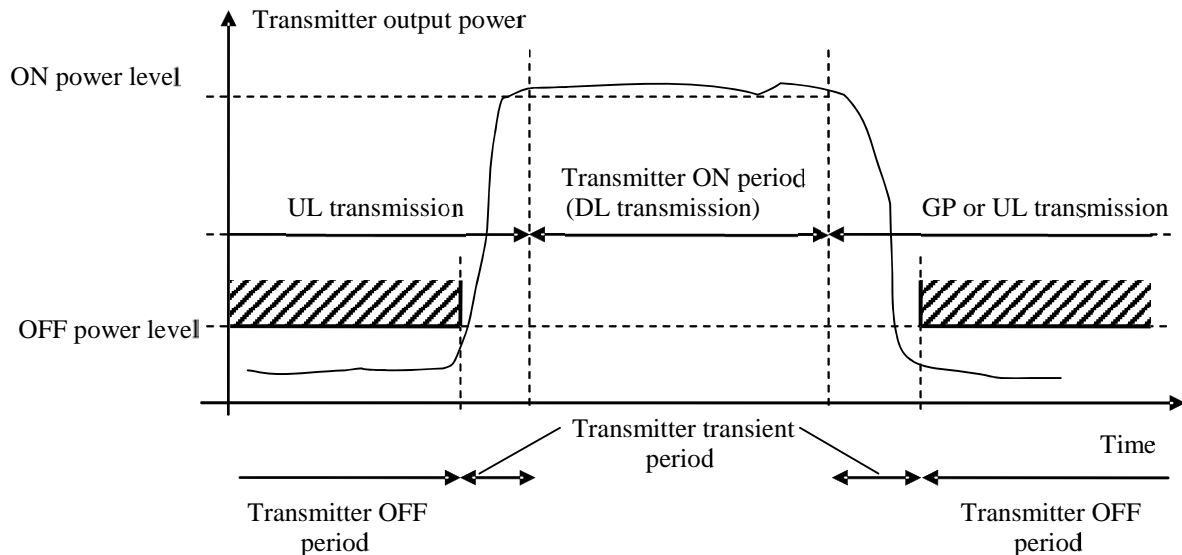 Transmitter output power
ON power level
Transmitter ON period
(DL transmission)
UL transmission
GP or UL transmission
OFF power level
Transmitter transient
period
Time
Transmitter OFF
period
Transmitter OFF
period